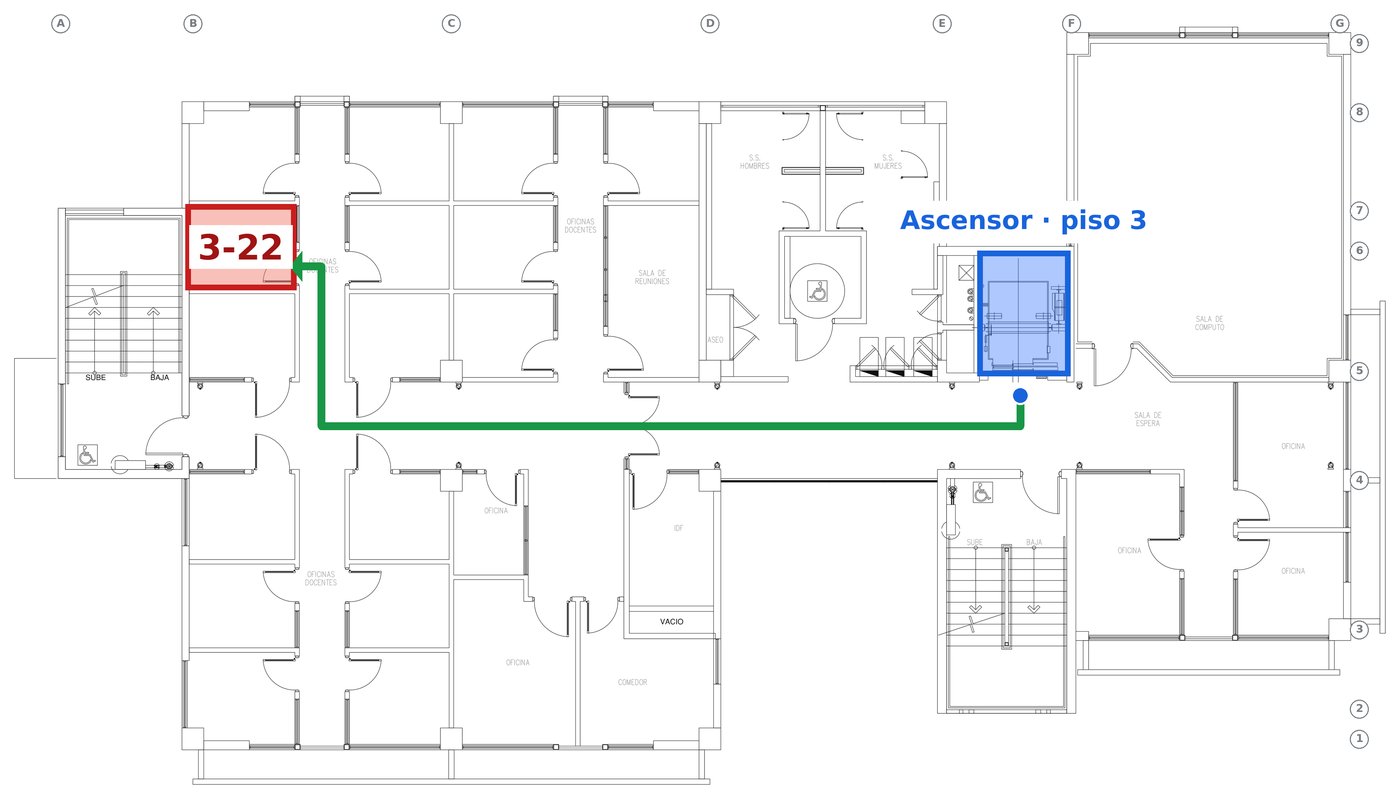 A
B
C
D
E
F
G
9
8
7
6
5
4
3
2
1
S.S.
HOMBRES
S.S.
MUJERES
Ascensor · piso 3
3-22
OFICINAS
DOCENTES
SALA DE
REUNIONES
ASEO
SALA DE
COMPUTO
SUBE
BAJA
SALA DE
ESPERA
OFICINA
OFICINA
IDF
SUBE
BAJA
OFICINA
OFICINA
OFICINAS
DOCENTES
VACIO
OFICINA
COMEDOR